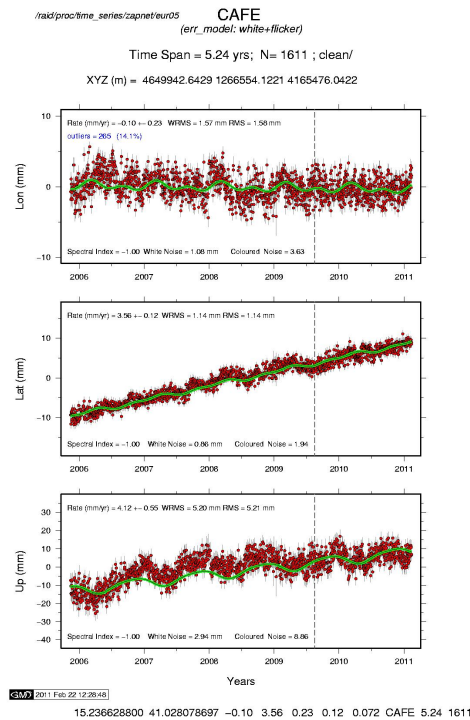 /raid/proc/time_series/zapnet/eur05
CAFE
(err_model: white+flicker)
Time Span = 5.24 yrs; N= 1611 ; clean/
XYZ (m) = 4649942.6429 1266554.1221 4165476.0422
Rate (mm/yr) = −0.10 +− 0.23 WRMS = 1.57 mm RMS = 1.58 mm
outliers = 265 (14.1%)
10
0
−10
Lon (mm)
Spectral Index = −1.00 White Noise = 1.08 mm Coloured Noise = 3.63
2006 2007 2008 2009 2010 2011
Rate (mm/yr) = 3.56 +− 0.12 WRMS = 1.14 mm RMS = 1.14 mm
10
0
−10
Lat (mm)
Spectral Index = −1.00 White Noise = 0.86 mm Coloured Noise = 1.94
2006 2007 2008 2009 2010 2011
Rate (mm/yr) = 4.12 +− 0.55 WRMS = 5.20 mm RMS = 5.21 mm
30
20
10
0
−10
−20
−30
−40
Up (mm)
Spectral Index = −1.00 White Noise = 2.94 mm Coloured Noise = 8.86
2006 2007 2008 2009 2010 2011
Years
GMD 2011 Feb 22 12:28:48
15.236628800 41.028078697 −0.10 3.56 0.23 0.12 0.072 CAFE 5.24 1611